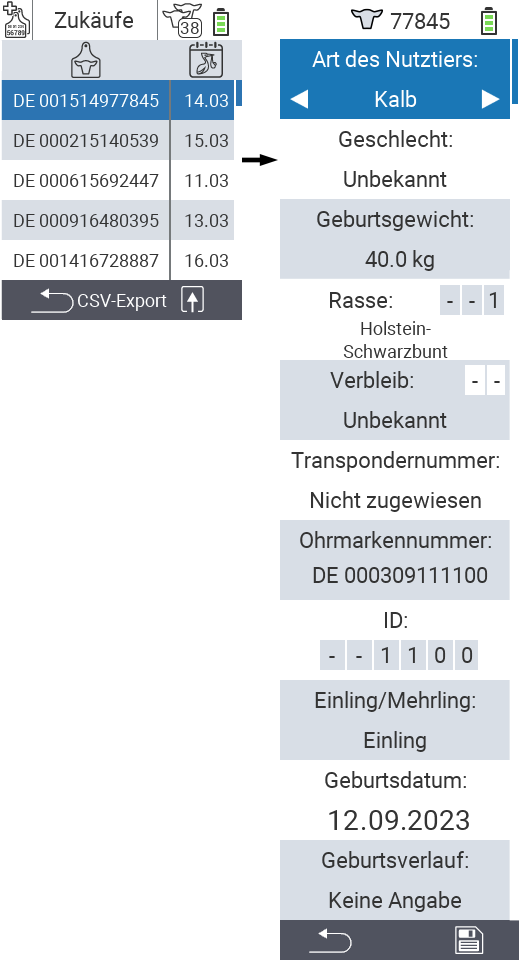 Zukäufe
38
DE 001514977845 14.03
DE 000215140539 15.03
DE 000615692447 11.03
DE 000916480395 13.03
DE 001416728887 16.03
CSV-Export
77845
Art des Nutztiers:
Kalb
Geschlecht:
Unbekannt
Geburtsgewicht:
40.0 kg
Rasse: - - 1
Holstein-
Schwarzbunt
Verbleib: - -
Unbekannt
Transpondernummer:
Nicht zugewiesen
Ohrmarkennummer:
DE 000309111100
ID:
- - 1 1 0 0
Einling/Mehrling:
Einling
Geburtsdatum:
12.09.2023
Geburtsverlauf:
Keine Angabe